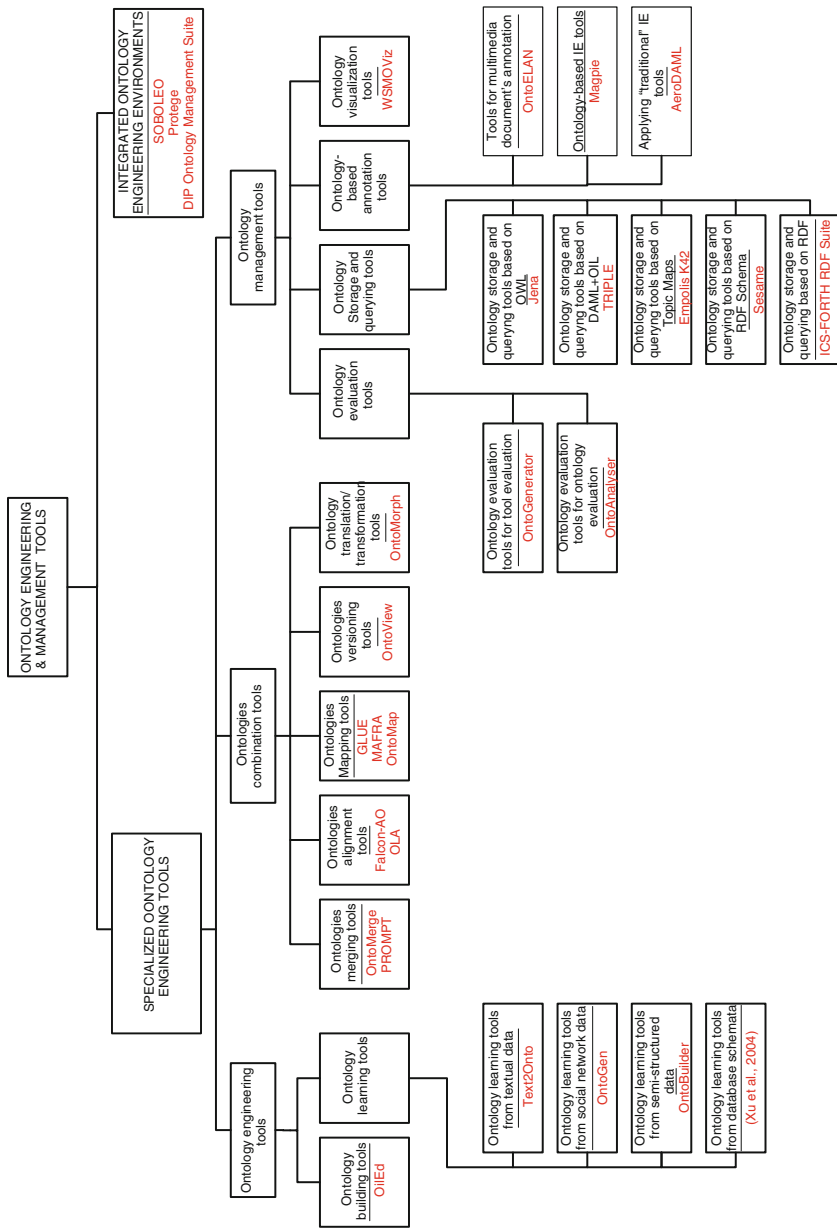 ONTOLOGY ENGINEERING
& MANAGEMENT TOOLS
SPECIALIZED OONTOLOGY
ENGINEERING TOOLS
INTEGRATED ONTOLOGY
ENGINEERING ENVIRONMENTS
SOBOLEO
Protege
DIP Ontology Management Suite
Ontology engineering
tools
Ontologies
combination tools
Ontology
management tools
Ontology
building tools
OilEd
Ontology
learning tools
Ontologies
merging tools
OntoMerge
PROMPT
Ontologies
alignment
tools
Falcon-AO
OLA
Ontologies
Mapping tools
GLUE
MAFRA
OntoMap
Ontologies
versioning
tools
OntoView
Ontology
translation/
transformation
tools
OntoMorph
Ontology
evaluation
tools
Ontology
Storage and
querying tools
Ontology-
based
annotation
tools
Ontology
visualization
tools
WSMOViz
Ontology learning tools
from textual data
Text2Onto
Ontology learning tools
from social network data
OntoGen
Ontology learning tools
from semi-structured
data
OntoBuilder
Ontology learning tools
from database schemata
(Xu et al., 2004)
Ontology evaluation
tools for tool evaluation
OntoGenerator
Ontology evaluation
tools for ontology
evaluation
OntoAnalyser
Ontology storage and
queryng tools based on
OWL
Jena
Ontology storage and
queryng tools based on
DAML+OIL
TRIPLE
Ontology storage and
queryng tools based on
Topic Maps
Empolis K42
Ontology storage and
queryng tools based on
RDF Schema
Sesame
Ontology storage and
querying based on RDF
ICS-FORTH RDF Suite
Tools for multimedia
document's annotation
OntoELAN
Ontology-based IE tools
Magpie
Applying “traditional” IE
tools
AeroDAML